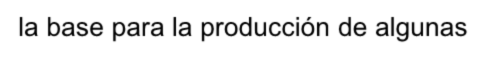 la base para la producción de algunas